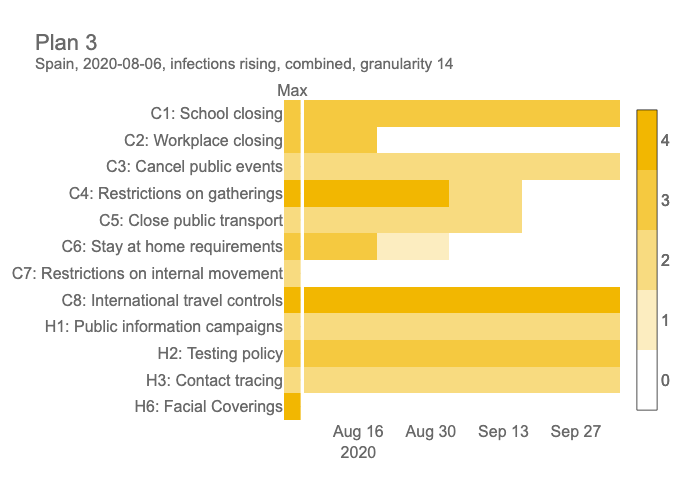 Plan 3
Spain, 2020-08-06, infections rising, combined, granularity 14
Max
C1: School closing
C2: Workplace closing
C3: Cancel public events
C4: Restrictions on gatherings
C5: Close public transport
C6: Stay at home requirements
C7: Restrictions on internal movement
C8: International travel controls
H1: Public information campaigns
H2: Testing policy
H3: Contact tracing
H6: Facial Coverings
Aug 16 Aug 30 Sep 13 Sep 27
2020
4
3
2
1
0